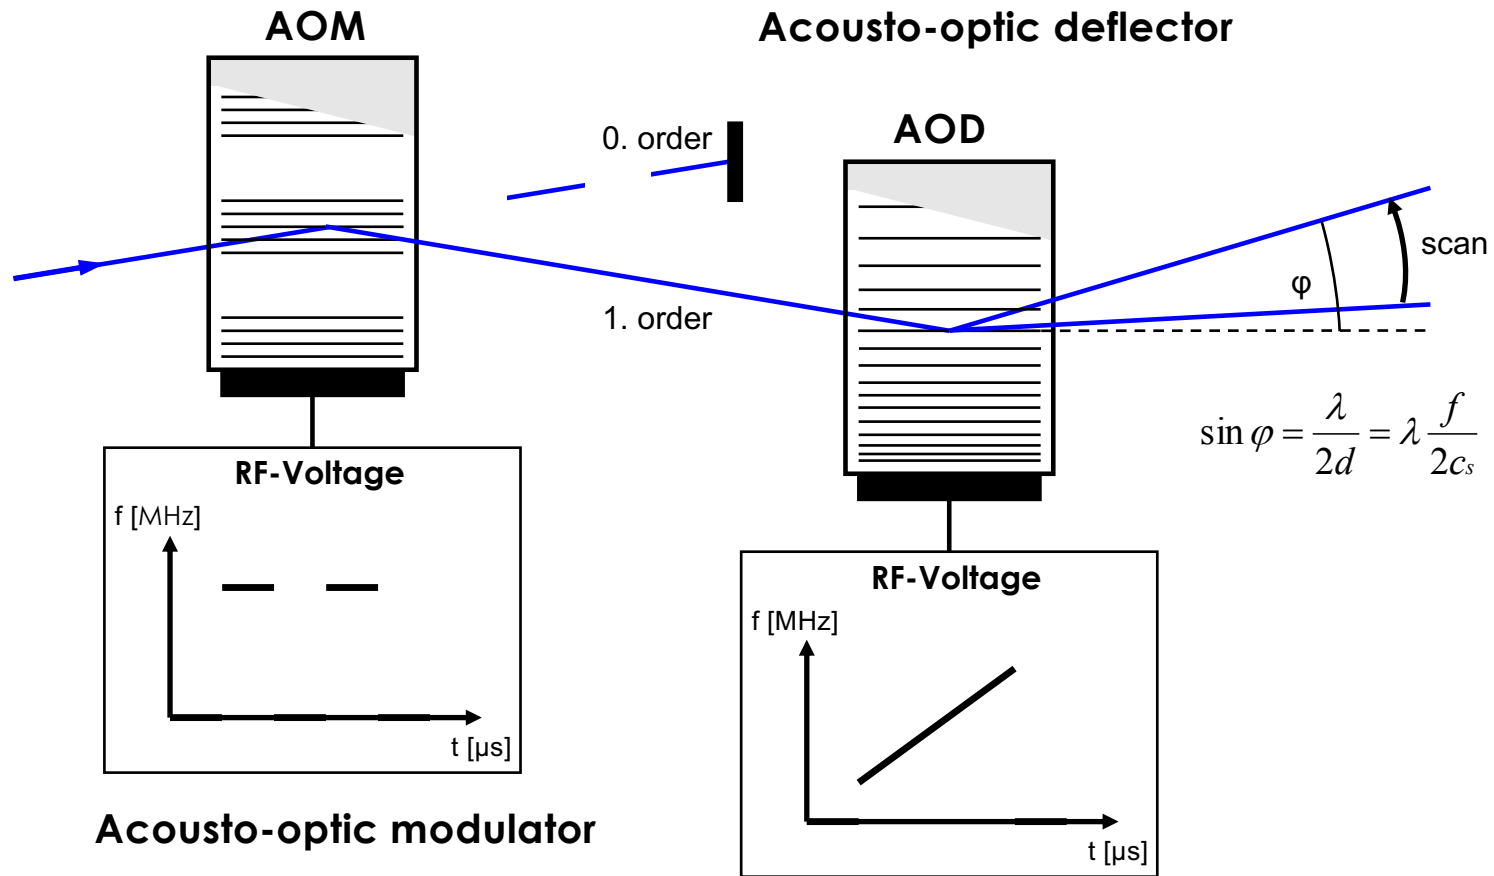 AOM
Acousto-optic deflector
0. order
AOD
scan
φ
1. order
sin φ = λ/2d = λ f/2cₛ
RF-Voltage
f [MHz]
t [µs]
RF-Voltage
f [MHz]
t [µs]
Acousto-optic modulator